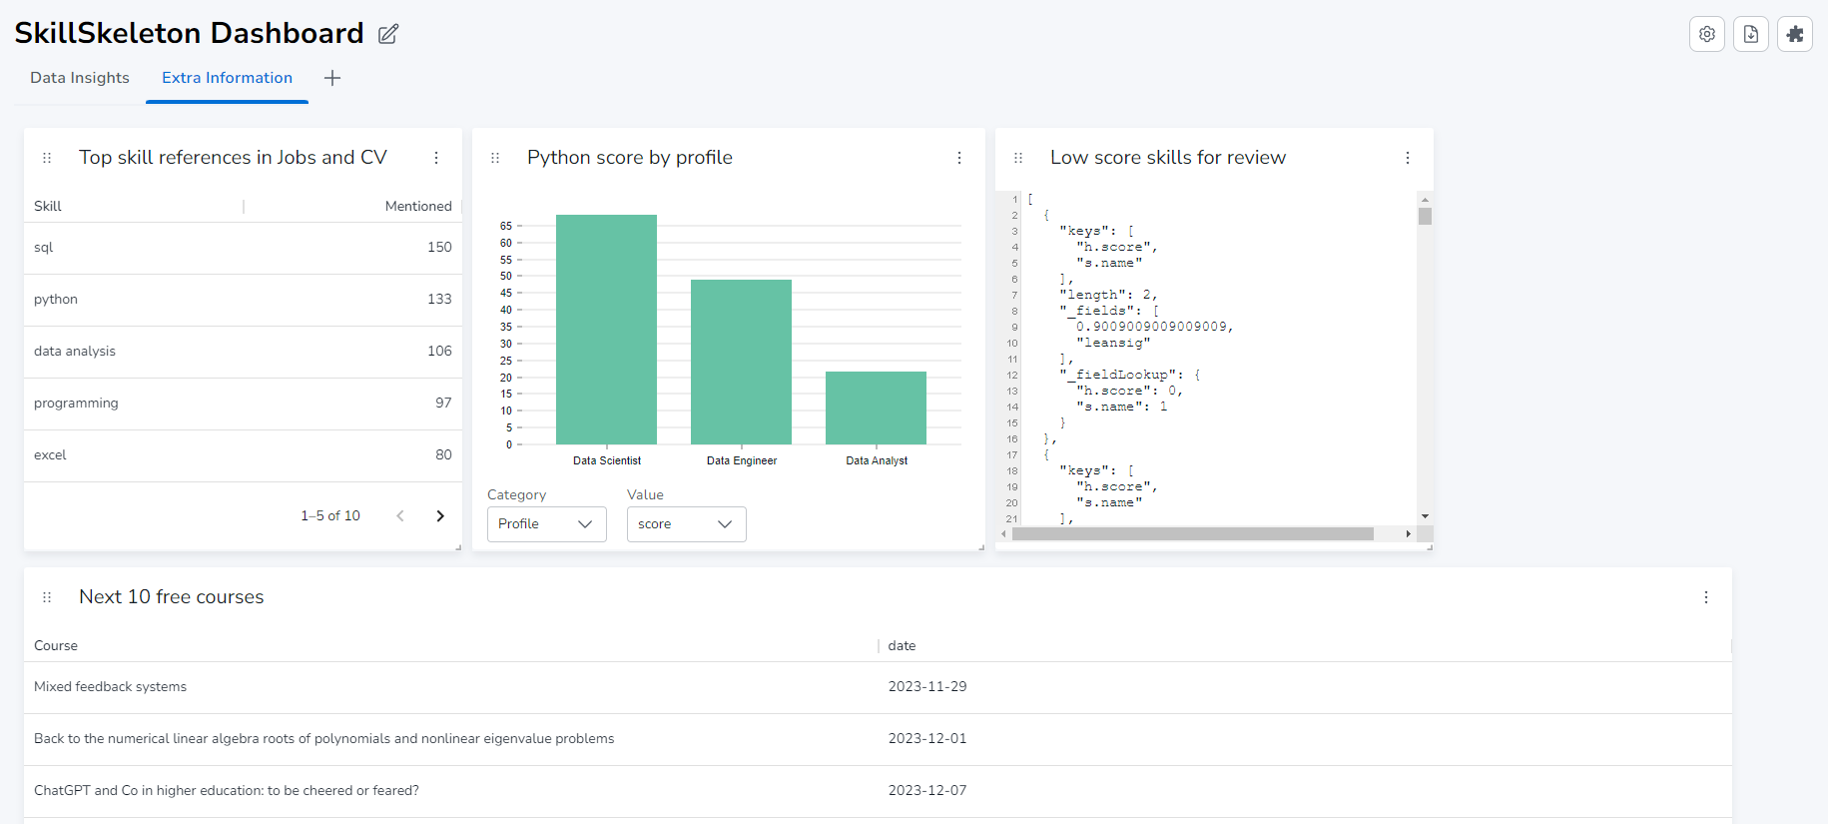 SkillSkeleton Dashboard
Data Insights
Extra Information
Top skill references in Jobs and CV
Skill
Mentioned
sql
150
python
133
data analysis
106
programming
97
excel
80
1–5 of 10
Python score by profile
65
60
55
50
45
40
35
30
25
20
15
10
5
0
Data Scientist
Data Engineer
Data Analyst
Category
Value
Profile
score
Low score skills for review
1 [
2 {
3 "keys": [
4 "h.score",
5 "s.name"
6 ],
7 "length": 2,
8 "_fields": [
9 0.9009009009009009,
10 "leansig"
11 ],
12 "_fieldLookup": {
13 "h.score": 0,
14 "s.name": 1
15 }
16 },
17 {
18 "keys": [
19 "h.score",
20 "s.name"
21 ],
Next 10 free courses
Course
date
Mixed feedback systems
2023-11-29
Back to the numerical linear algebra roots of polynomials and nonlinear eigenvalue problems
2023-12-01
ChatGPT and Co in higher education: to be cheered or feared?
2023-12-07